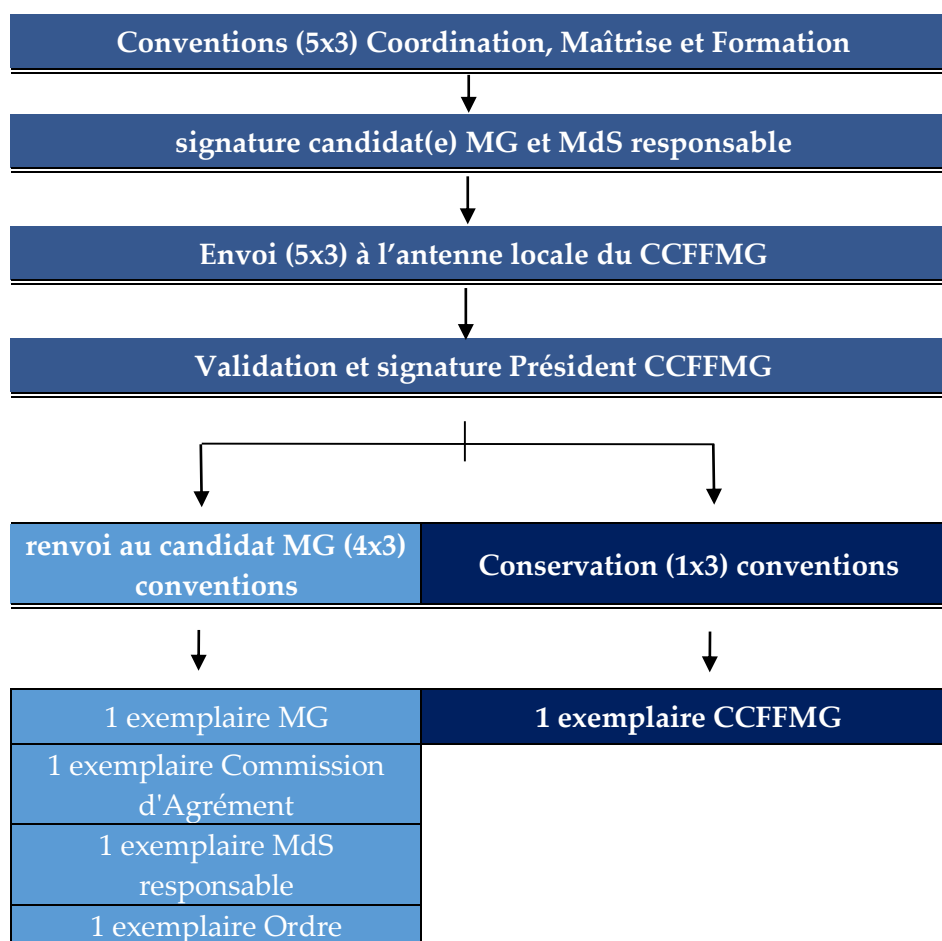 Conventions (5x3) Coordination, Maîtrise et Formation
signature candidat(e) MG et MdS responsable
Envoi (5x3) à l’antenne locale du CCFFMG
Validation et signature Président CCFFMG
renvoi au candidat MG (4x3)
conventions
Conservation (1x3) conventions
1 exemplaire MG
1 exemplaire CCFFMG
1 exemplaire Commission
d'Agrément
1 exemplaire MdS
responsable
1 exemplaire Ordre